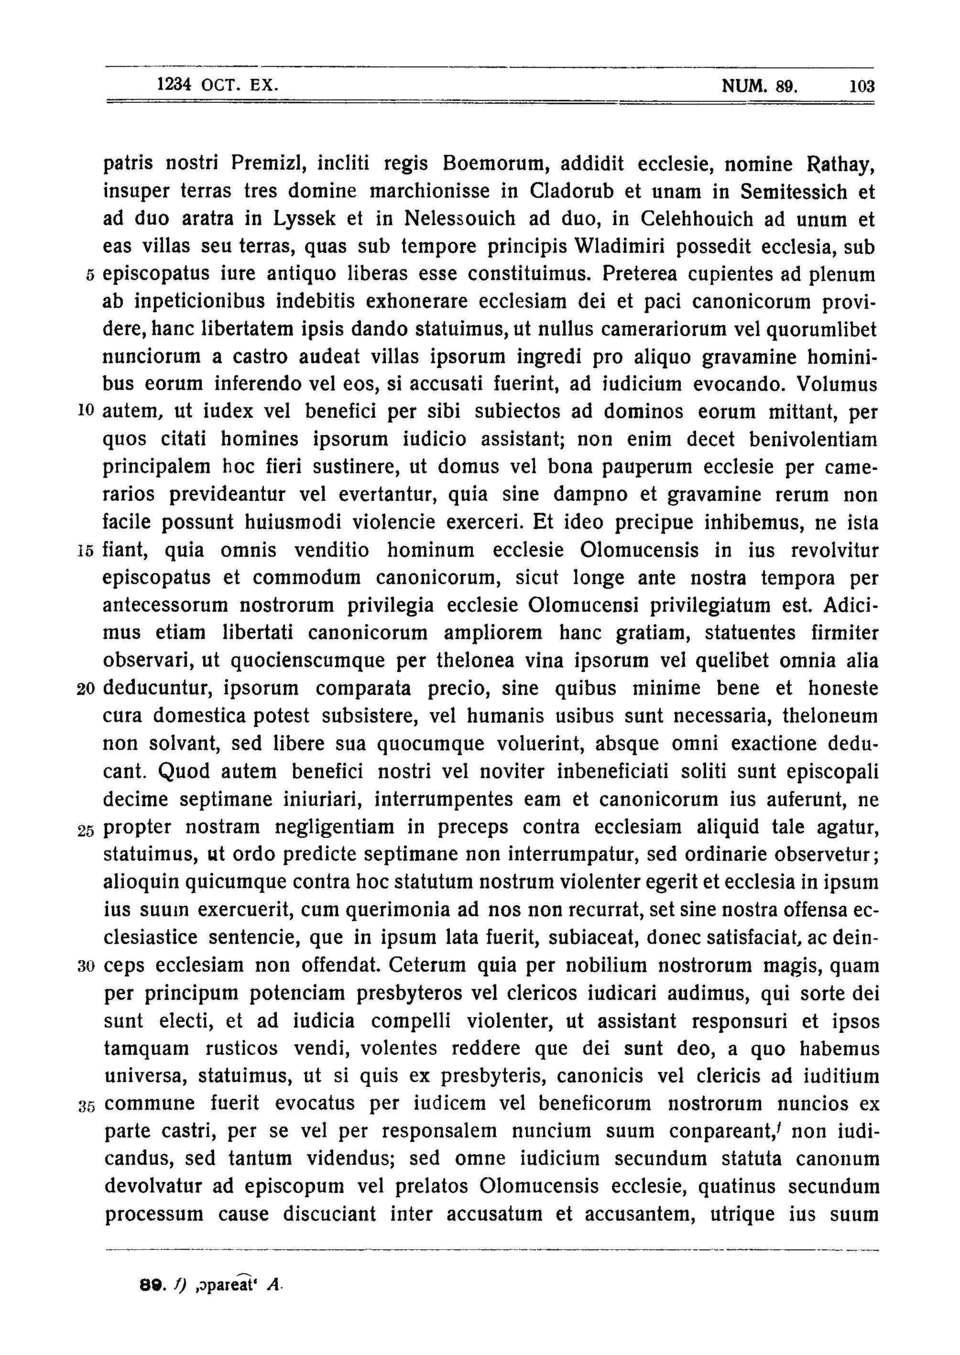 1234 OCT. EX. NUM. 89. 103
patris nostri Premizl, incliti regis Boemorum, addidit ecclesie, nomine Rathay,
insuper terras tres domine marchionisse in Cladorub et unam in Semitessich et
ad duo aratra in Lyssek et in Nelessouich ad duo, in Celehhouich ad unum et
eas villas seu terras, quas sub tempore principis Wladimiri possedit ecclesia, sub
5 episcopatus iure antiquo liberas esse constituimus. Preterea cupientes ad plenum
ab inpeticionibus indebitis exhonerare ecclesiam dei et paci canonicorum provi-
dere, hanc libertatem ipsis dando statuimus, ut nullus camerariorum vel quorumlibet
nunciorum a castro audeat villas ipsorum ingredi pro aliquo gravamine homini-
bus eorum inferendo vel eos, si accusati fuerint, ad iudicium evocando. Volumus
10 autem, ut iudex vel benefici per sibi subiectos ad dominos eorum mittant, per
quos citati homines ipsorum iudicio assistant; non enim decet benivolentiam
principalem hoc fieri sustinere, ut domus vel bona pauperum ecclesie per came-
rarios prevideantur vel evertantur, quia sine dampno et gravamine rerum non
facile possunt huiusmodi violencie exerceri. Et ideo precipue inhibemus, ne ista
15 fiant, quia omnis venditio hominum ecclesie Olomucensis in ius revolvitur
episcopatus et commodum canonicorum, sicut longe ante nostra tempora per
antecessorum nostrorum privilegia ecclesie Olomucensi privilegiatum est. Adici-
mus etiam libertati canonicorum ampliorem hanc gratiam, statuentes firmiter
observari, ut quocienscumque per thelonea vina ipsorum vel quelibet omnia alia
20 deducuntur, ipsorum comparata precio, sine quibus minime bene et honeste
cura domestica potest subsistere, vel humanis usibus sunt necessaria, theloneum
non solvant, sed libere sua quocumque voluerint, absque omni exactione dedu-
cant. Quod autem benefici nostri vel noviter inbeneficiati soliti sunt episcopali
decime septimane iniuriari, interrumpentes eam et canonicorum ius auferunt, ne
25 propter nostram negligentiam in preceps contra ecclesiam aliquid tale agatur,
statuimus, ut ordo predicte septimane non interrumpatur, sed ordinarie observetur;
alioquin quicumque contra hoc statutum nostrum violenter egerit et ecclesia in ipsum
ius suum exercuerit, cum querimonia ad nos non recurrat, set sine nostra offensa ec-
clesiastice sentencie, que in ipsum lata fuerit, subiaceat, donec satisfaciat, ac dein-
30 ceps ecclesiam non offendat. Ceterum quia per nobilium nostrorum magis, quam
per principum potenciam presbyteros vel clericos iudicari audimus, qui sorte dei
sunt electi, et ad iudicia compelli violenter, ut assistant responsuri et ipsos
tamquam rusticos vendi, volentes reddere que dei sunt deo, a quo habemus
universa, statuimus, ut si quis ex presbyteris, canonicis vel clericis ad iuditium
35 commune fuerit evocatus per iudicem vel beneficorum nostrorum nuncios ex
parte castri, per se vel per responsalem nuncium suum conpareant,f non iudi-
candus, sed tantum videndus; sed omne iudicium secundum statuta canonum
devolvatur ad episcopum vel prelatos Olomucensis ecclesie, quatinus secundum
processum cause discuciant inter accusatum et accusantem, utrique ius suum
89. f) ‚ↄpareat‘ A.